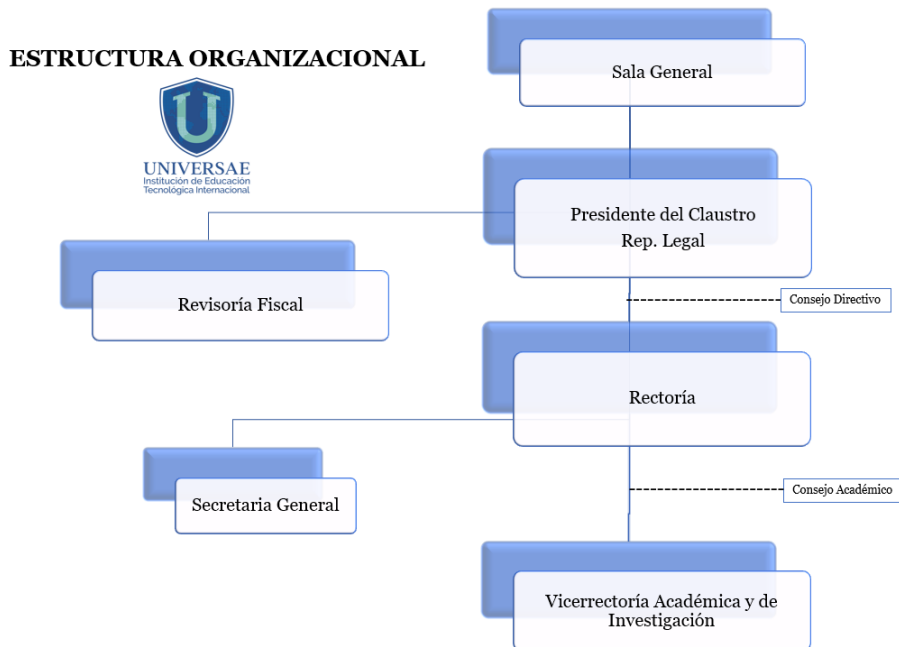 ESTRUCTURA ORGANIZACIONAL
U
UNIVERSAE
Institución de Educación
Tecnológica Internacional
Sala General
Presidente del Claustro
Rep. Legal
Revisoría Fiscal
Consejo Directivo
Rectoría
Secretaria General
Consejo Académico
Vicerrectoría Académica y de
Investigación